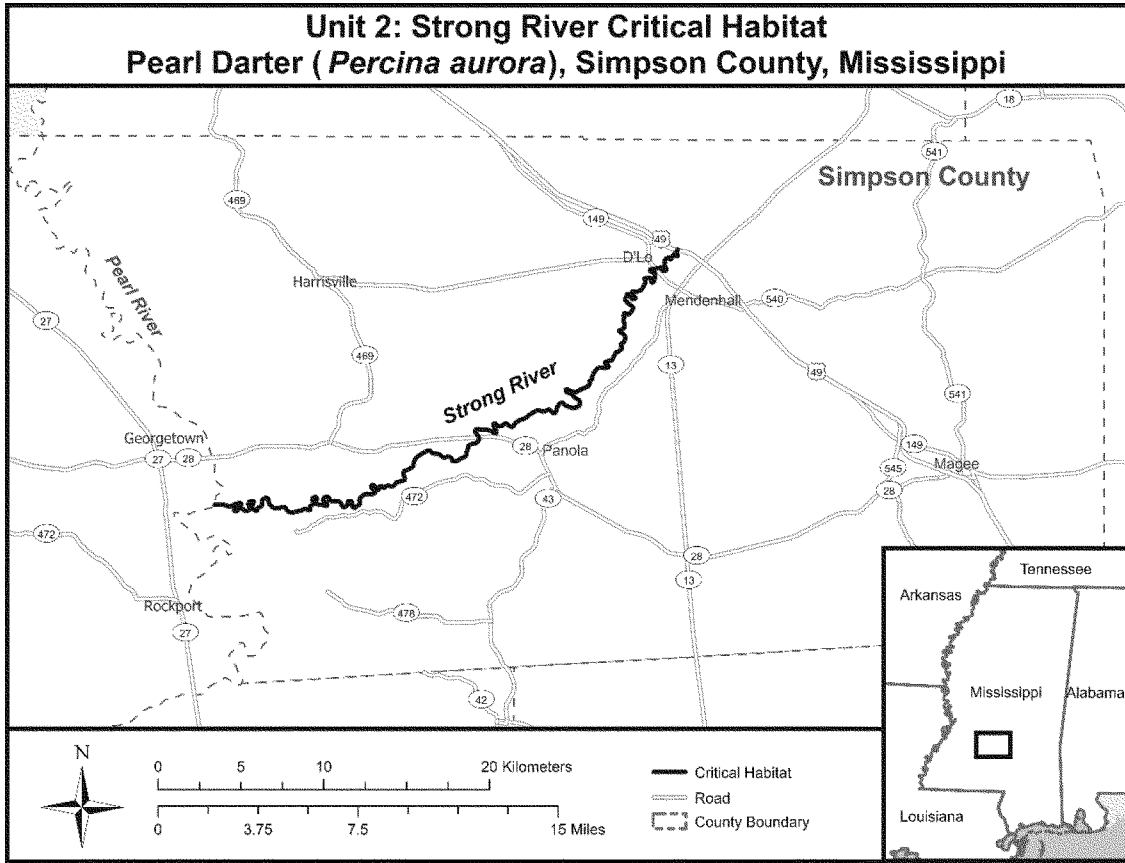 Unit 2: Strong River Critical Habitat
Pearl Darter (Percina aurora), Simpson County, Mississippi
18
541
Simpson County
469
149
49
D'Lo
Pearl River
Harrisville
Mendenhall
540
27
469
13
49
Strong River
541
Georgetown
27
28
28
Panola
149
545
Magee
472
43
28
472
28
13
Rockport
478
27
42
Tennessee
Arkansas
Mississippi
Alabama
Louisiana
N
0 5 10 20 Kilometers
0 3.75 7.5 15 Miles
Critical Habitat
Road
County Boundary